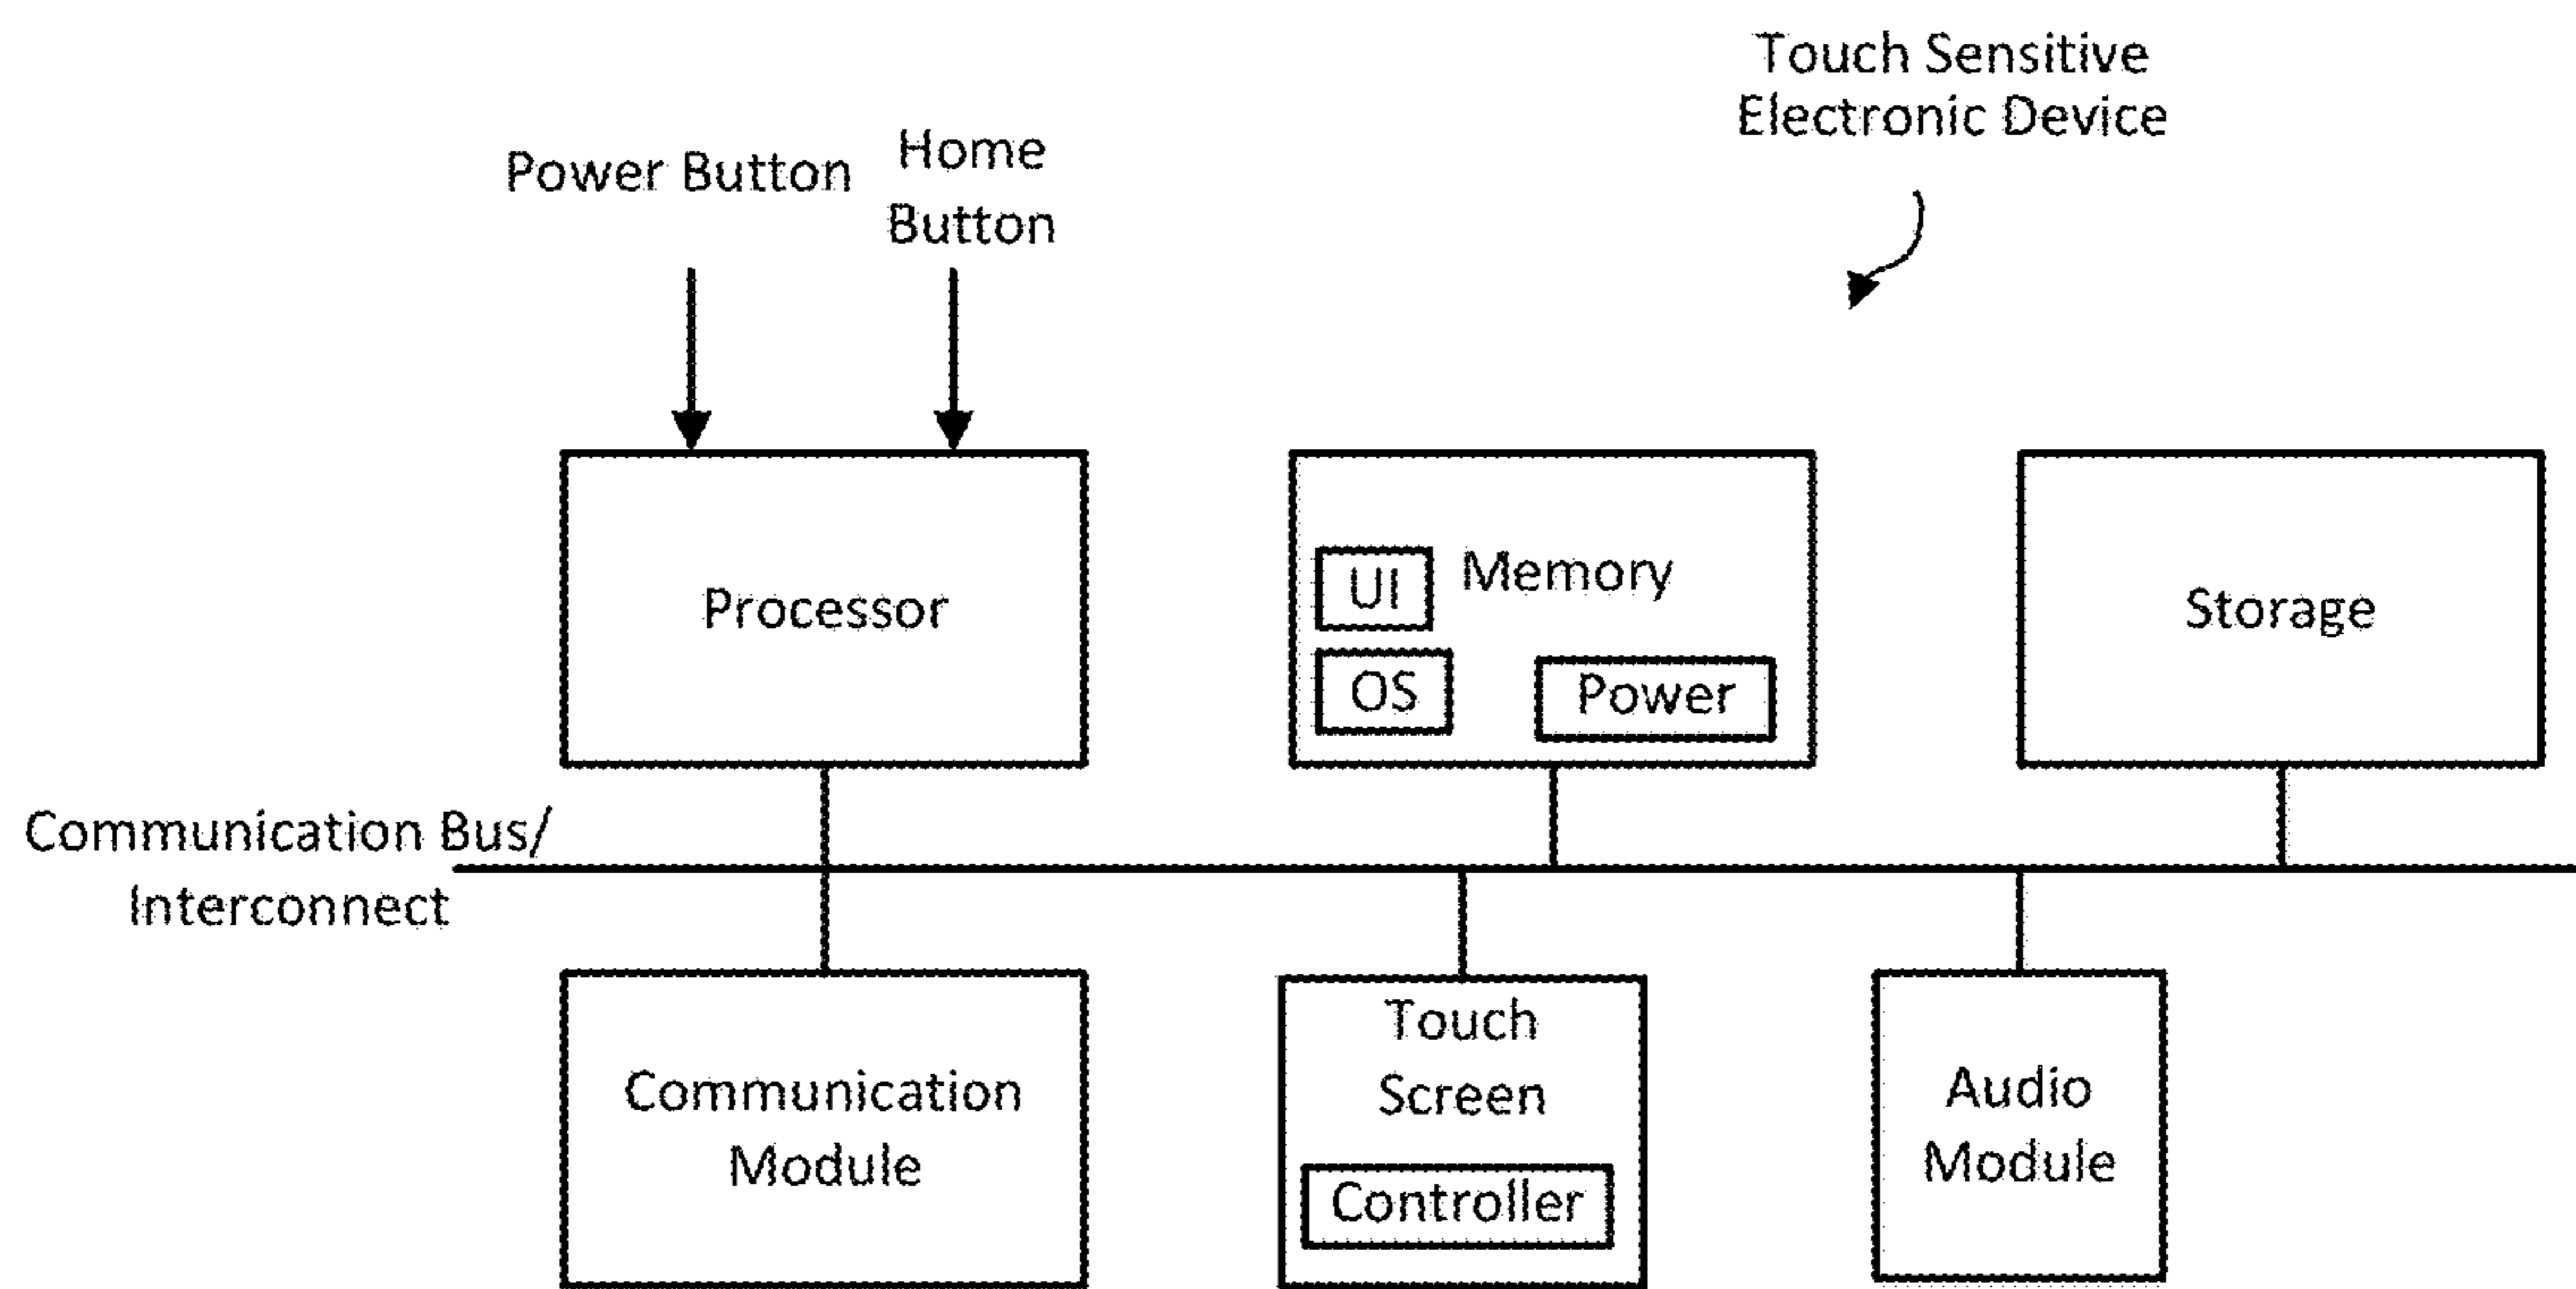 Touch Sensitive
Electronic Device
Power Button
Home
Button
Processor
UI
Memory
OS
Power
Storage
Communication Bus/
Interconnect
Communication
Module
Touch
Screen
Controller
Audio
Module